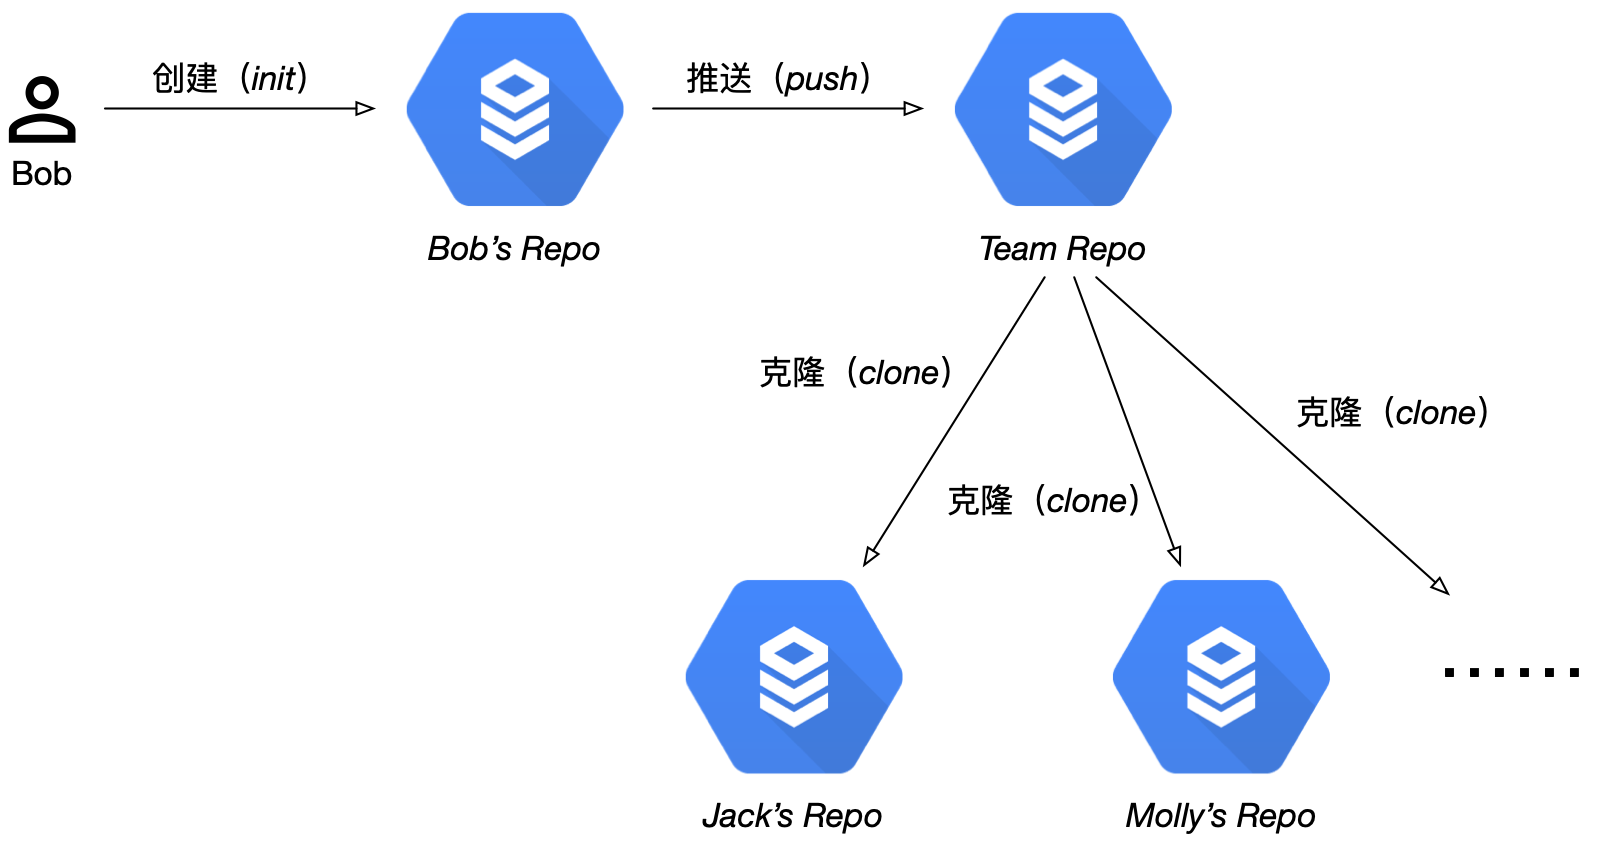 创建（init）
推送（push）
Bob
Bob’s Repo
Team Repo
克隆（clone）
克隆（clone）
克隆（clone）
······
Jack’s Repo
Molly’s Repo